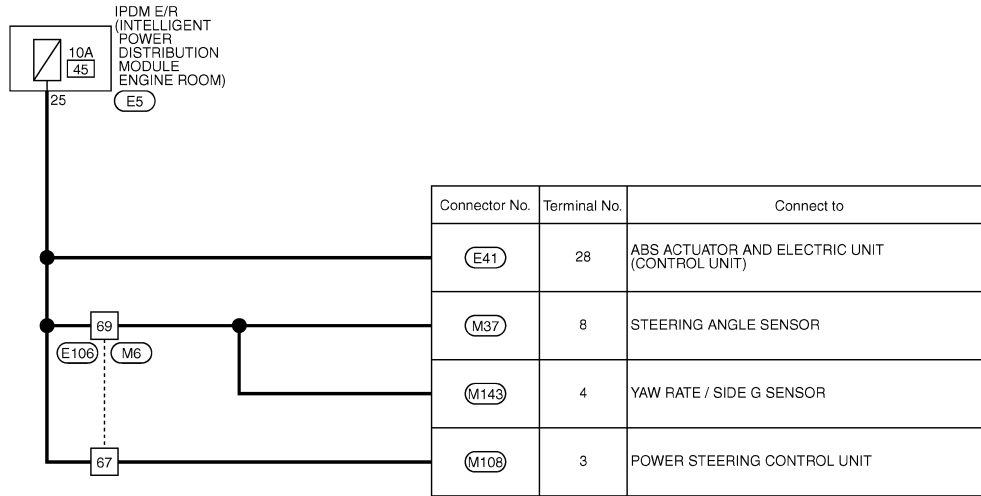 IPDM E/R
(INTELLIGENT
POWER
DISTRIBUTION
MODULE
ENGINE ROOM)
10A
45
25
E5
Connector No. Terminal No. Connect to
E41 28 ABS ACTUATOR AND ELECTRIC UNIT
(CONTROL UNIT)
69 M37 8 STEERING ANGLE SENSOR
E106 M6
M143 4 YAW RATE / SIDE G SENSOR
67 M108 3 POWER STEERING CONTROL UNIT